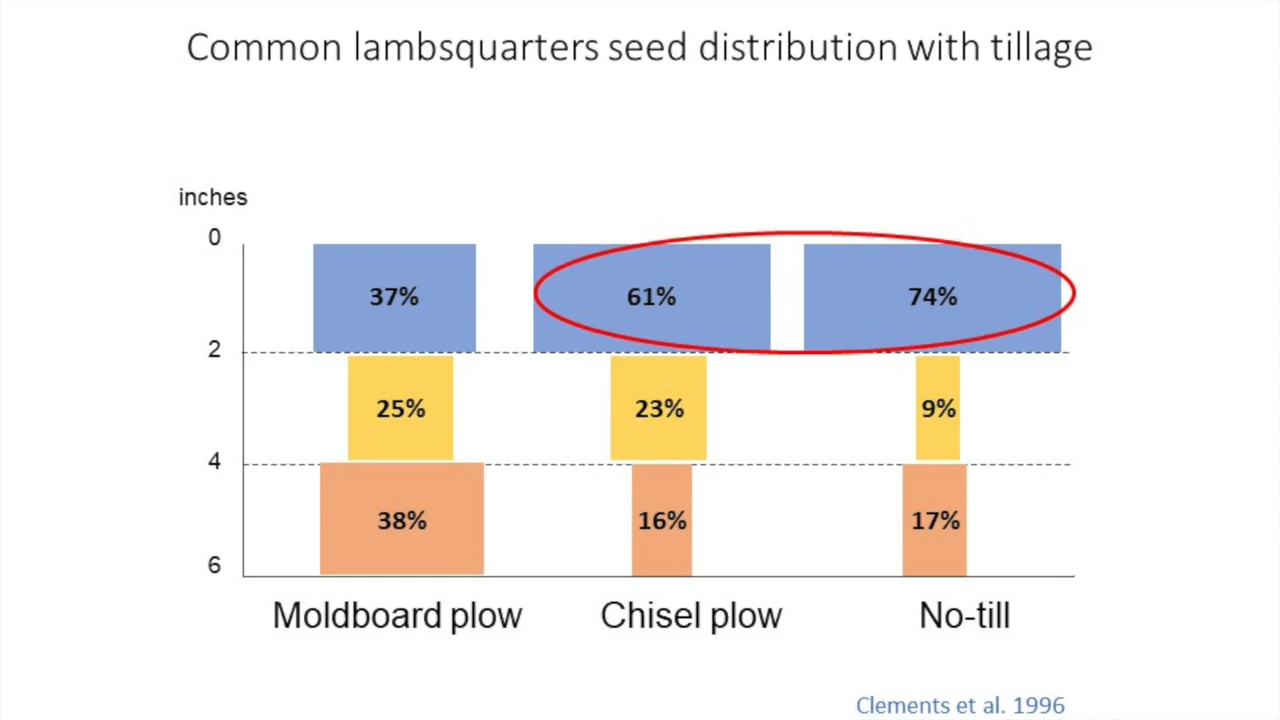 Common lambsquarters seed distribution with tillage
inches
0
37% 61% 74%
2
25% 23% 9%
4
38% 16% 17%
6
Moldboard plow Chisel plow No-till
Clements et al. 1996